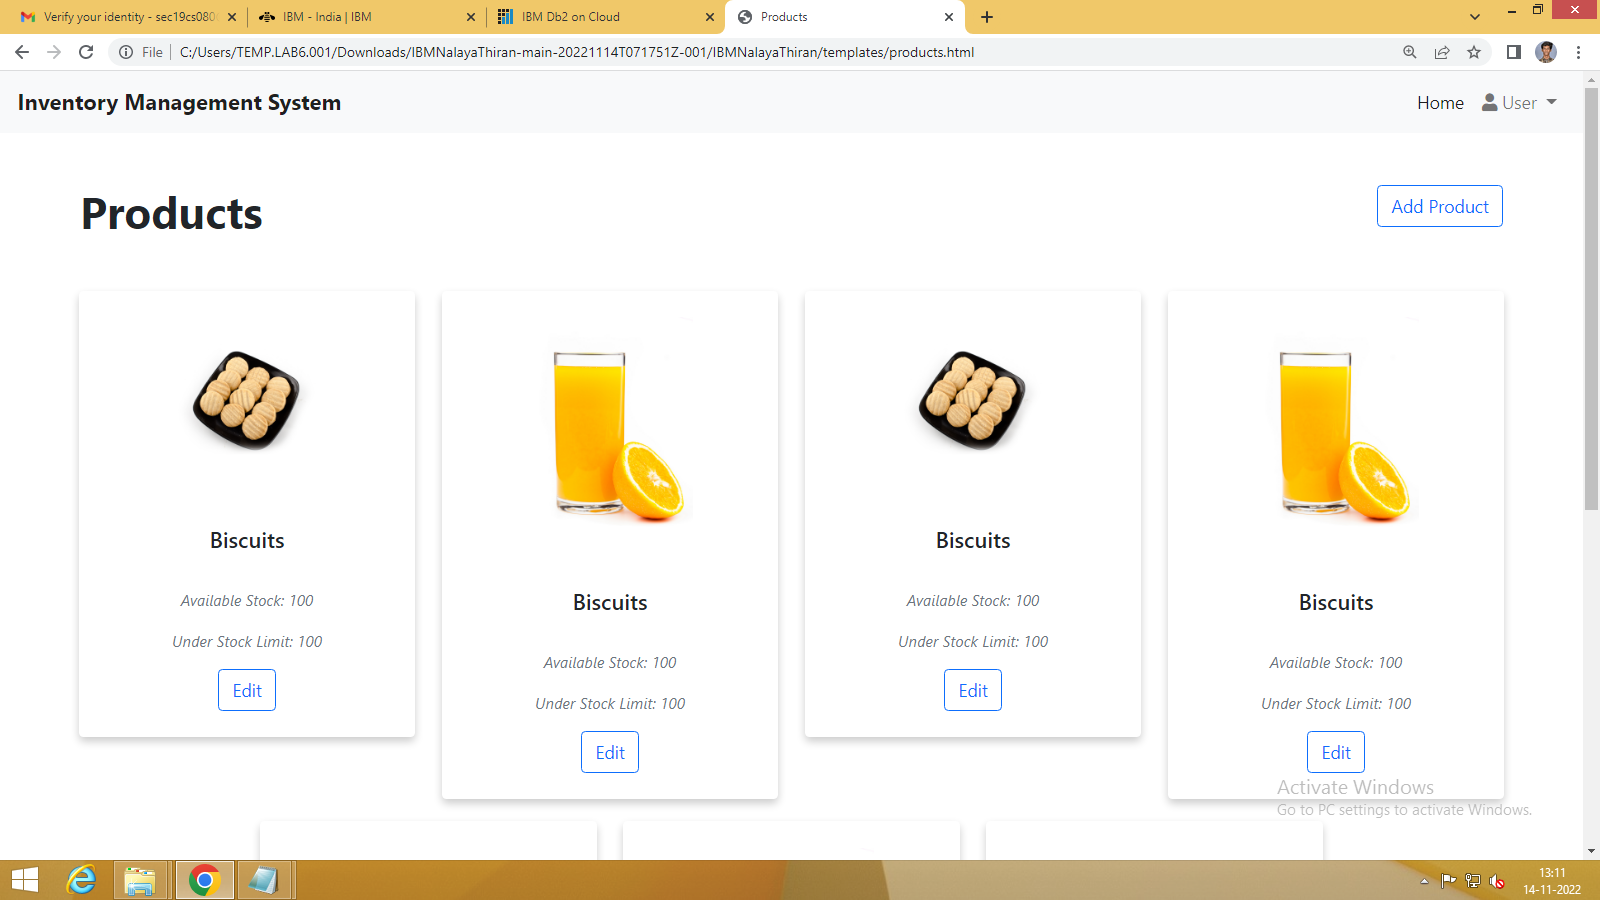 Verify your identity - sec19cs080
IBM - India | IBM
IBM Db2 on Cloud
Products
File
C:/Users/TEMP.LAB6.001/Downloads/IBMNalayaThiran-main-20221114T071751Z-001/IBMNalayaThiran/templates/products.html
Inventory Management System
Home
User
Products
Add Product
Biscuits
Available Stock: 100
Under Stock Limit: 100
Edit
Biscuits
Available Stock: 100
Under Stock Limit: 100
Edit
Biscuits
Available Stock: 100
Under Stock Limit: 100
Edit
Biscuits
Available Stock: 100
Under Stock Limit: 100
Edit
Activate Windows
Go to PC settings to activate Windows.
13:11
14-11-2022